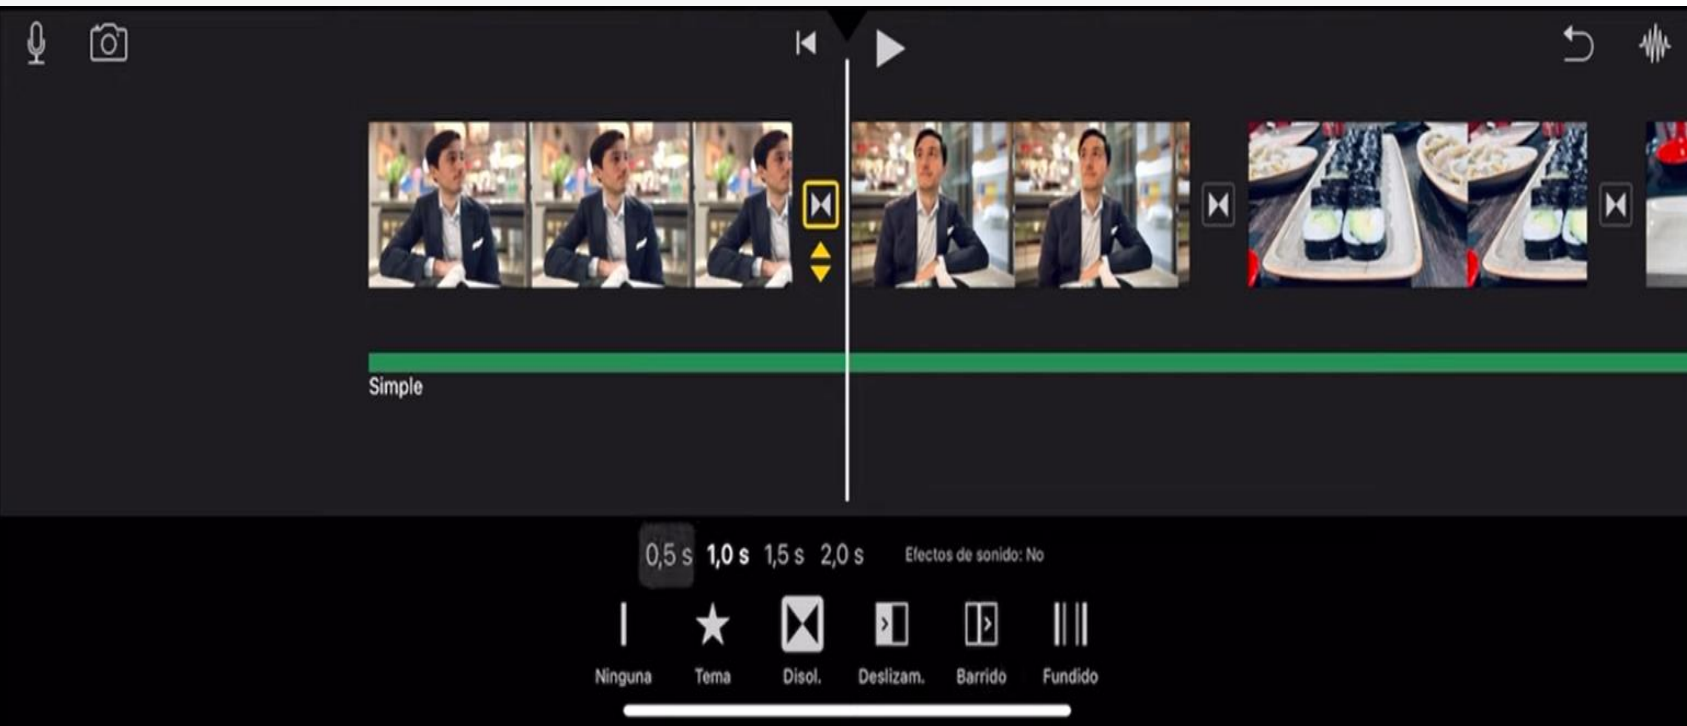 Simple
0,5 s 1,0 s 1,5 s 2,0 s Efectos de sonido: No
Ninguna Tema Disol. Deslizam. Barrido Fundido